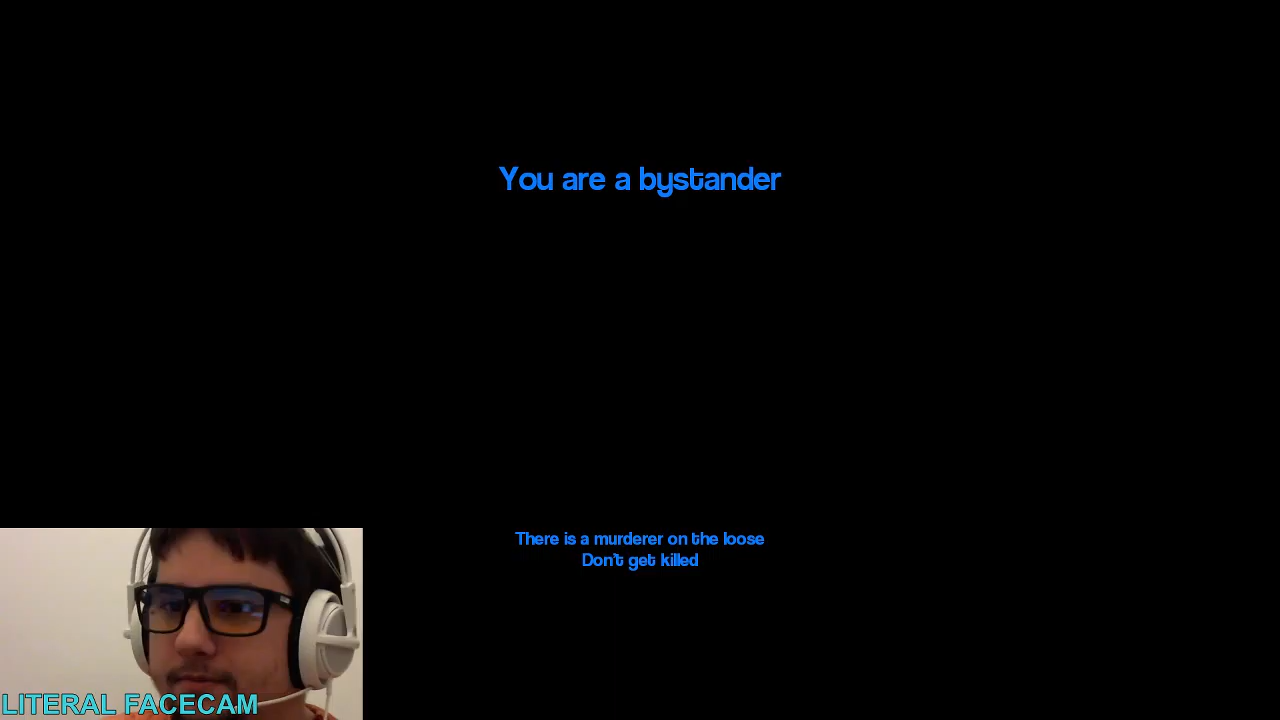 You are a bystander
There is a murderer on the loose
Don't get killed
LITERAL FACECAM